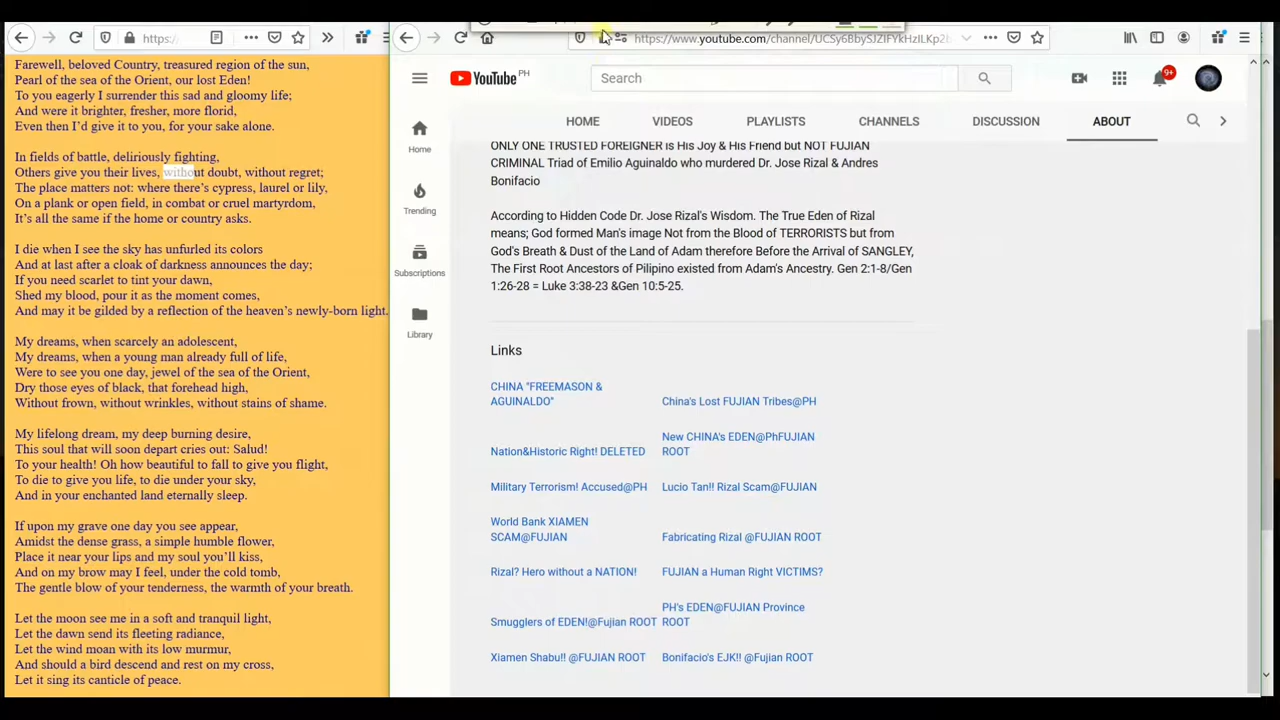 https://
https://www.youtube.com/channel/UCSy6BbySJZIFYkHzILKp2b
Farewell, beloved Country, treasured region of the sun,
Pearl of the sea of the Orient, our lost Eden!
To you eagerly I surrender this sad and gloomy life;
And were it brighter, fresher, more florid,
Even then I'd give it to you, for your sake alone.
In fields of battle, deliriously fighting,
Others give you their lives, without doubt, without regret;
The place matters not: where there's cypress, laurel or lily,
On a plank or open field, in combat or cruel martyrdom,
It's all the same if the home or country asks.
I die when I see the sky has unfurled its colors
And at last after a cloak of darkness announces the day;
If you need scarlet to tint your dawn,
Shed my blood, pour it as the moment comes,
And may it be gilded by a reflection of the heaven's newly-born light.
My dreams, when scarcely an adolescent,
My dreams, when a young man already full of life,
Were to see you one day, jewel of the sea of the Orient,
Dry those eyes of black, that forehead high,
Without frown, without wrinkles, without stains of shame.
My lifelong dream, my deep burning desire,
This soul that will soon depart cries out: Salud!
To your health! Oh how beautiful to fall to give you flight,
To die to give you life, to die under your sky,
And in your enchanted land eternally sleep.
If upon my grave one day you see appear,
Amidst the dense grass, a simple humble flower,
Place it near your lips and my soul you'll kiss,
And on my brow may I feel, under the cold tomb,
The gentle blow of your tenderness, the warmth of your breath.
Let the moon see me in a soft and tranquil light,
Let the dawn send its fleeting radiance,
Let the wind moan with its low murmur,
And should a bird descend and rest on my cross,
Let it sing its canticle of peace.
YouTube PH
Search
9+
HOME VIDEOS PLAYLISTS CHANNELS DISCUSSION ABOUT
Home
Trending
Subscriptions
Library
ONLY ONE TRUSTED FOREIGNER is His Joy & His Friend but NOT FUJIAN
CRIMINAL Triad of Emilio Aguinaldo who murdered Dr. Jose Rizal & Andres
Bonifacio
According to Hidden Code Dr. Jose Rizal's Wisdom. The True Eden of Rizal
means; God formed Man's image Not from the Blood of TERRORISTS but from
God's Breath & Dust of the Land of Adam therefore Before the Arrival of SANGLEY,
The First Root Ancestors of Pilipino existed from Adam's Ancestry. Gen 2:1-8/Gen
1:26-28 = Luke 3:38-23 &Gen 10:5-25.
Links
CHINA "FREEMASON &
AGUINALDO"
China's Lost FUJIAN Tribes@PH
Nation&Historic Right! DELETED
New CHINA's EDEN@PhFUJIAN
ROOT
Military Terrorism! Accused@PH
Lucio Tan!! Rizal Scam@FUJIAN
World Bank XIAMEN
SCAM@FUJIAN
Fabricating Rizal @FUJIAN ROOT
Rizal? Hero without a NATION!
FUJIAN a Human Right VICTIMS?
Smugglers of EDEN!@Fujian ROOT
PH's EDEN@FUJIAN Province
ROOT
Xiamen Shabu!! @FUJIAN ROOT
Bonifacio's EJK!! @Fujian ROOT